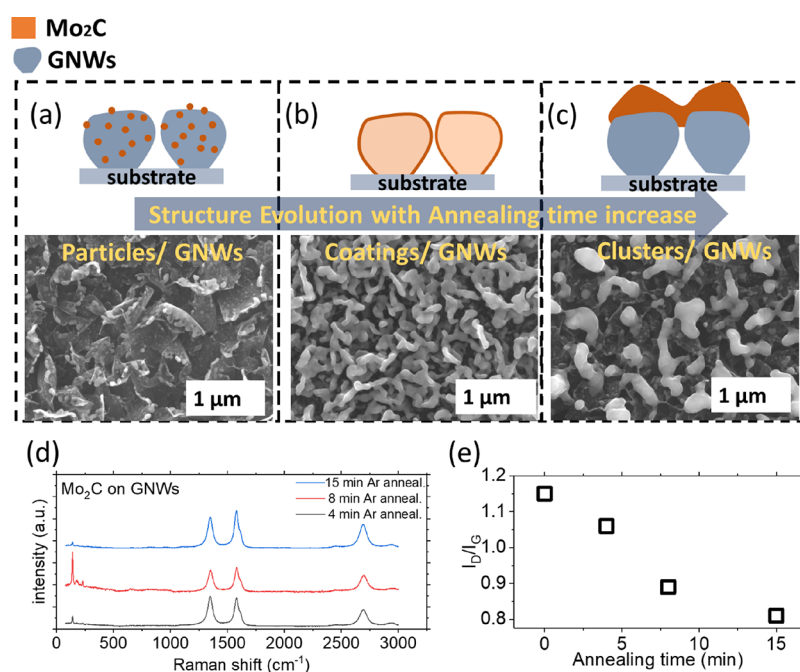 Mo₂C
GNWs
(a)
(b)
(c)
substrate
substrate
substrate
Structure Evolution with Annealing time increase
Particles/ GNWs
Coatings/ GNWs
Clusters/ GNWs
1 µm
1 µm
1 µm
(d)
Mo₂C on GNWs
15 min Ar anneal.
8 min Ar anneal.
4 min Ar anneal.
intensity (a.u.)
0 500 1000 1500 2000 2500 3000
Raman shift (cm⁻¹)
(e)
1.2
1.1
1.0
0.9
0.8
I_D/I_G
0 5 10 15
Annealing time (min)